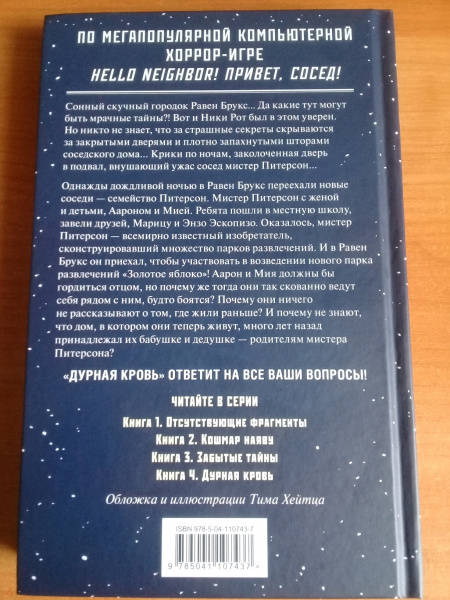 ПО МЕГАПОПУЛЯРНОЙ КОМПЬЮТЕРНОЙ
ХОРРОР-ИГРЕ
HELLO NEIGHBOR! ПРИВЕТ, СОСЕД!
Сонный скучный городок Равен Брукс... Да какие тут могут
быть мрачные тайны?! Вот и Ники Рот был в этом уверен.
Но никто не знает, что за страшные секреты скрываются
за закрытыми дверями и плотно запахнутыми шторами
соседского дома... Крики по ночам, заколоченная дверь
в подвал, внушающий ужас сосед мистер Питерсон...
Однажды дождливой ночью в Равен Брукс переехали новые
соседи — семейство Питерсон. Мистер Питерсон с женой
и детьми, Аароном и Мией. Ребята пошли в местную школу,
завели друзей, Марицу и Энзо Эскопизо. Оказалось, мистер
Питерсон — всемирно известный изобретатель,
сконструировавший множество парков развлечений. И в Равен
Брукс он приехал, чтобы участвовать в возведении нового парка
развлечений «Золотое яблоко»! Аарон и Мия должны бы
гордиться отцом, но почему же тогда они так скованно ведут
себя рядом с ним, будто боятся? Почему они ничего
не рассказывают о том, где жили раньше? И почему не знают,
что дом, в котором они теперь живут, много лет назад
принадлежал их бабушке и дедушке — родителям мистера
Питерсона?
«ДУРНАЯ КРОВЬ» ОТВЕТИТ НА ВСЕ ВАШИ ВОПРОСЫ!
ЧИТАЙТЕ В СЕРИИ
Книга 1. Отсутствующие фрагменты
Книга 2. Кошмар наяву
Книга 3. Забытые тайны
Книга 4. Дурная кровь
Обложка и иллюстрации Тима Хейтца
ISBN 978-5-04-110743-7
9 785041 107437 >